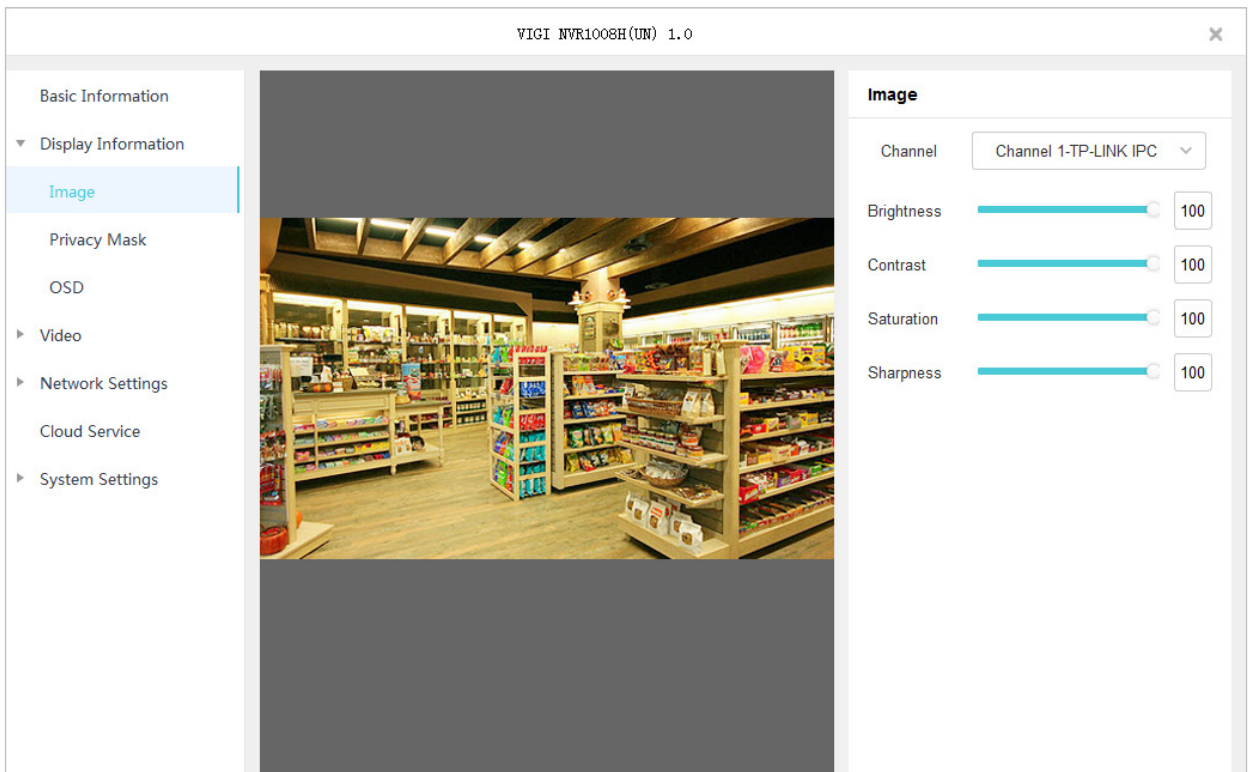 VIGI NVR1008H(UN) 1.0
Basic Information
Display Information
Image
Privacy Mask
OSD
Video
Network Settings
Cloud Service
System Settings
Image
Channel Channel 1-TP-LINK IPC
Brightness 100
Contrast 100
Saturation 100
Sharpness 100